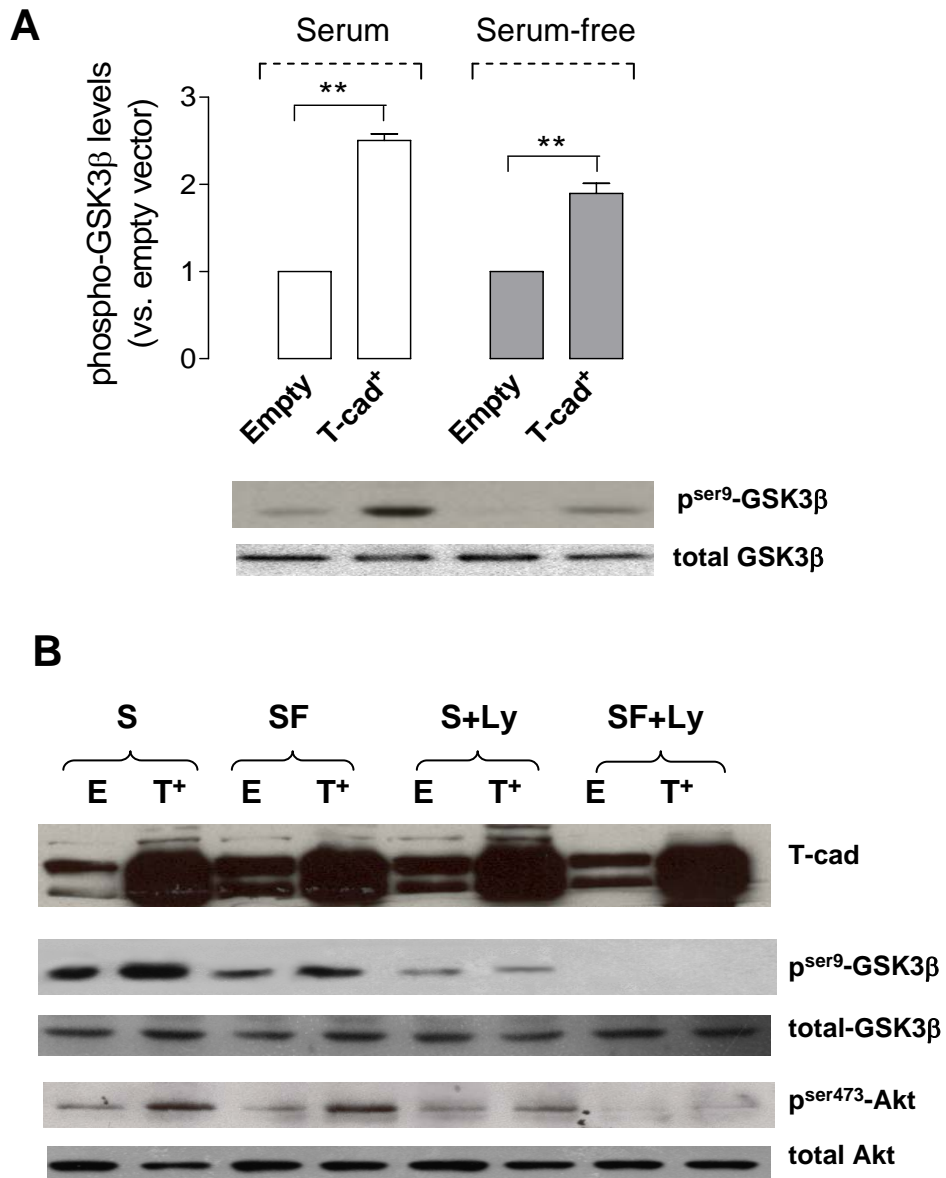 A
Serum Serum-free
phospho-GSK3β levels
(vs. empty vector)
3
2
1
0
** **
Empty T-cad⁺ Empty T-cad⁺
pˢᵉʳ⁹-GSK3β
total GSK3β
B
S SF S+Ly SF+Ly
E T⁺ E T⁺ E T⁺ E T⁺
T-cad
pˢᵉʳ⁹-GSK3β
total-GSK3β
pˢᵉʳ⁴⁷³-Akt
total Akt